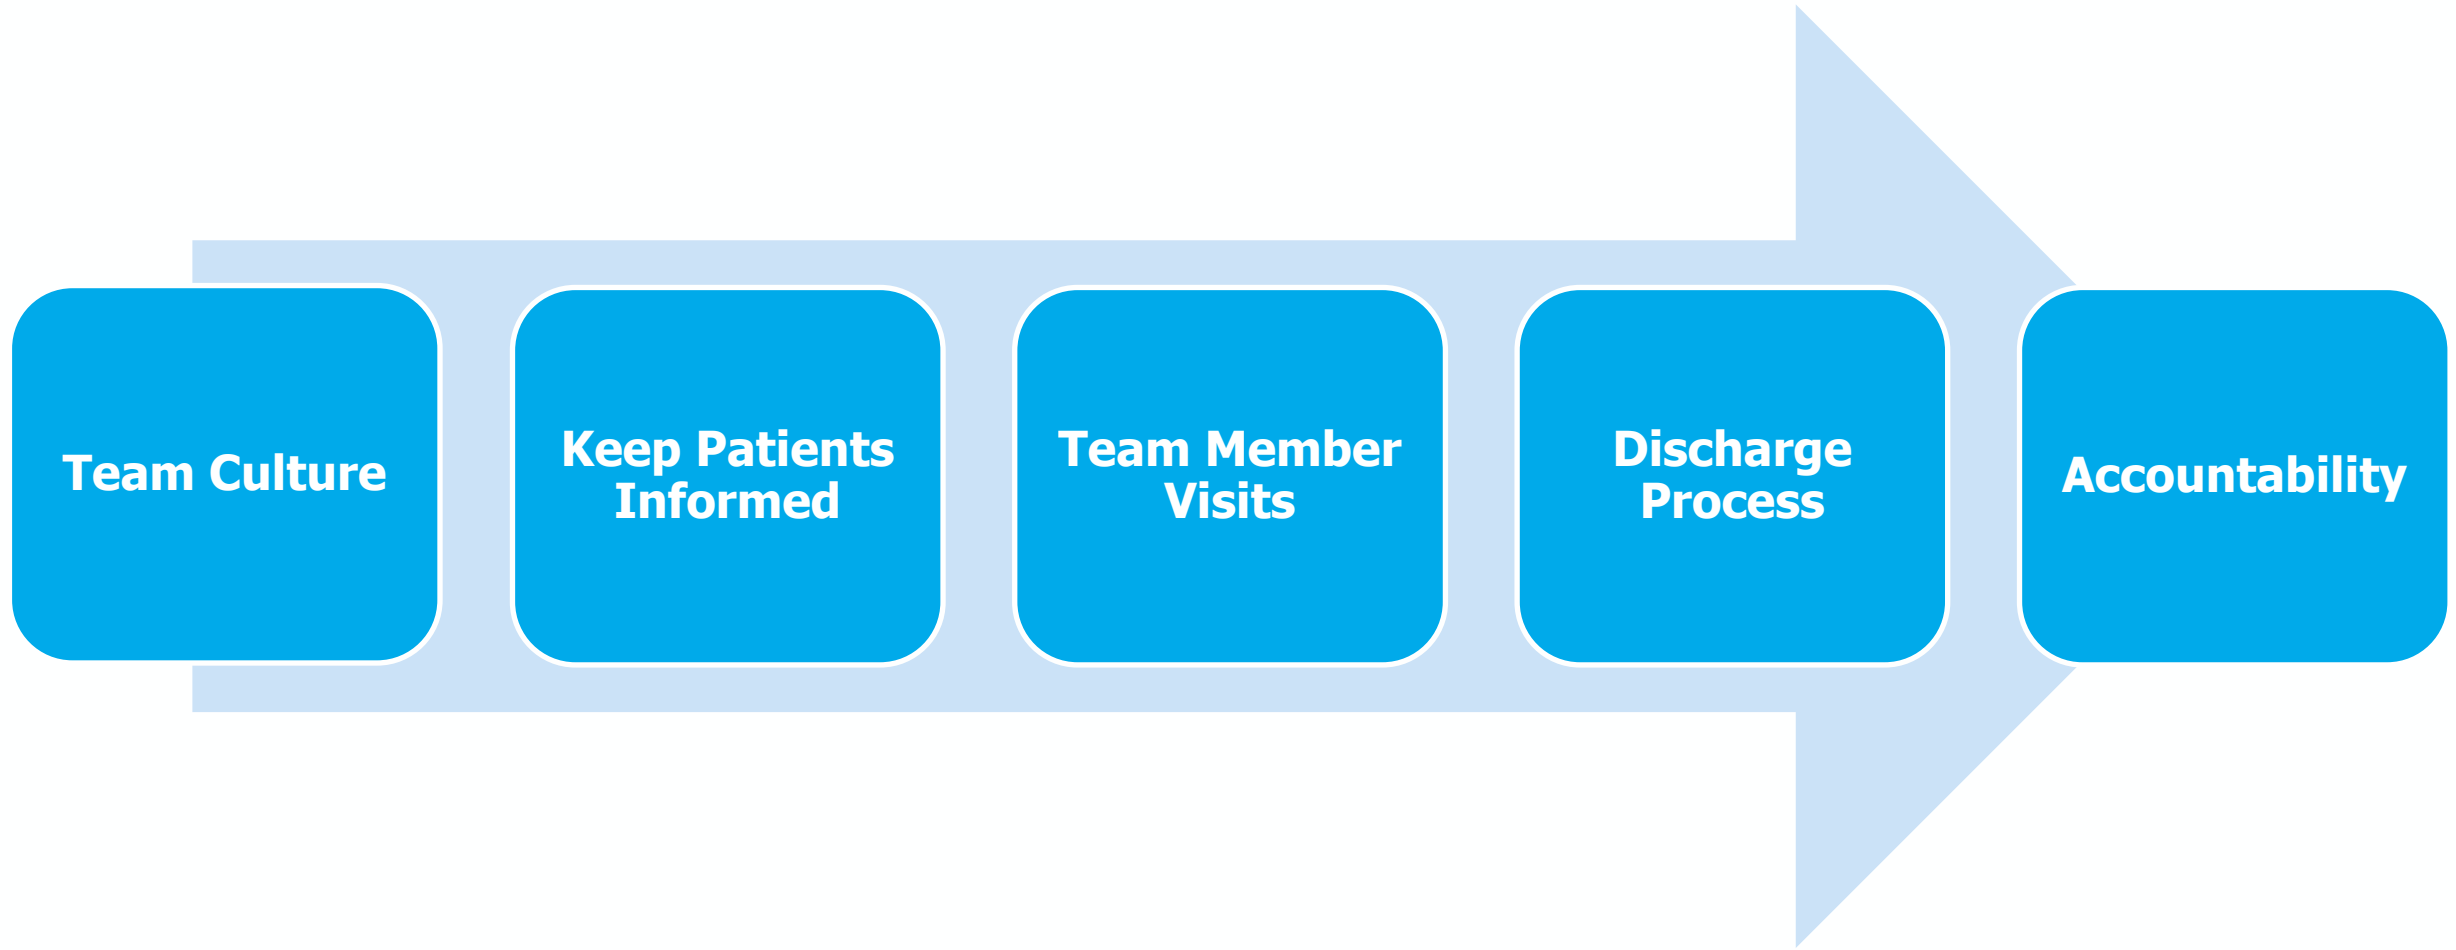 Team Culture
Keep Patients
Informed
Team Member
Visits
Discharge
Process
Accountability